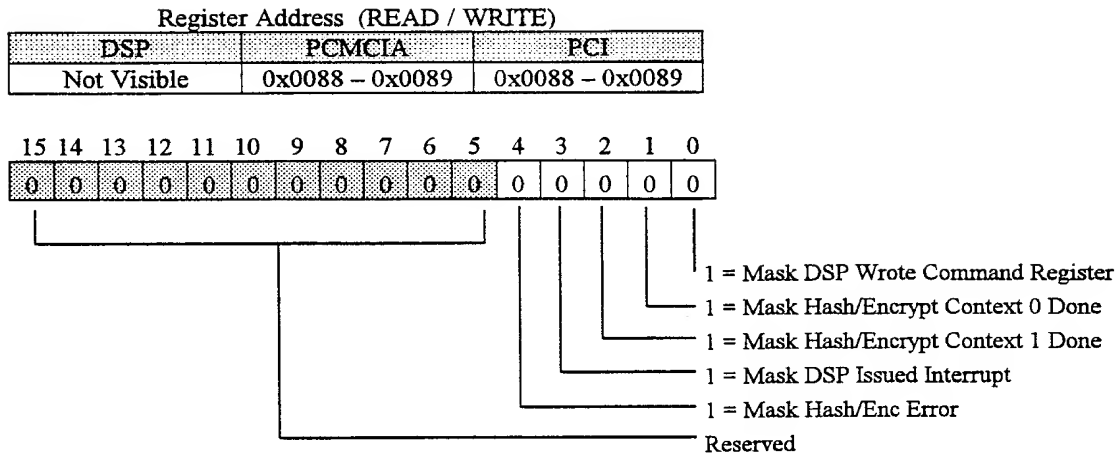 Register Address (READ / WRITE)
DSP PCMCIA PCI
Not Visible 0x0088 – 0x0089 0x0088 – 0x0089
15 14 13 12 11 10 9 8 7 6 5 4 3 2 1 0
0 0 0 0 0 0 0 0 0 0 0 0 0 0 0 0
1 = Mask DSP Wrote Command Register
1 = Mask Hash/Encrypt Context 0 Done
1 = Mask Hash/Encrypt Context 1 Done
1 = Mask DSP Issued Interrupt
1 = Mask Hash/Enc Error
Reserved